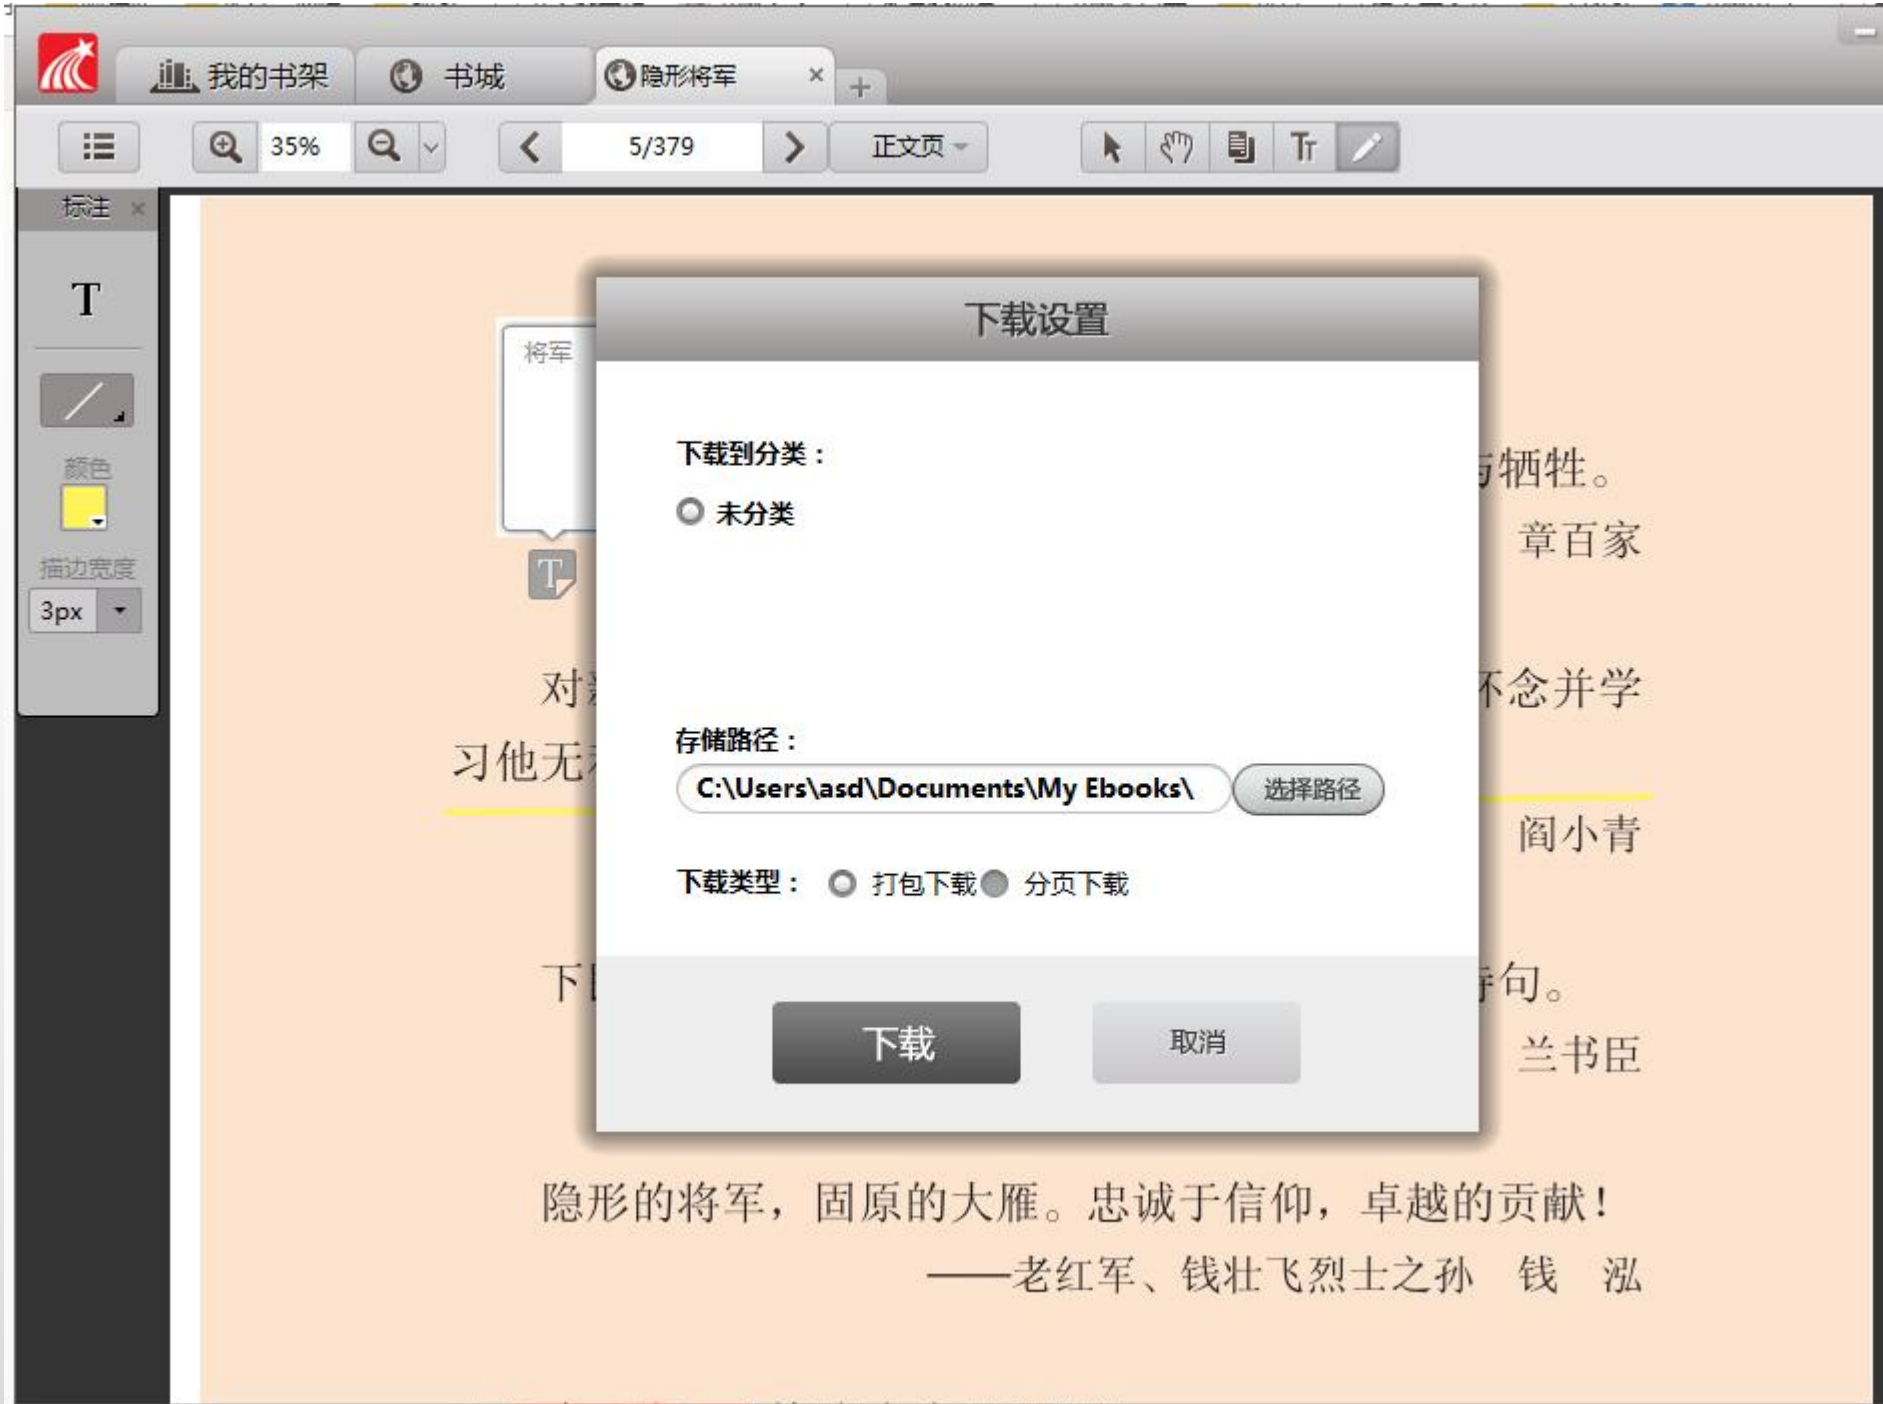 我的书架 书城 隐形将军
35% 5/379 正文页
标注
T
颜色
描边宽度
3px
将军
下载设置
下载到分类：
未分类
存储路径：
C:\Users\asd\Documents\My Ebooks\ 选择路径
下载类型： 打包下载 分页下载
下载 取消
牺牲。
章百家
对 怀念并学
习他无
阎小青
下 诗句。
兰书臣
隐形的将军，固原的大雁。忠诚于信仰，卓越的贡献！
——老红军、钱壮飞烈士之孙 钱 泓